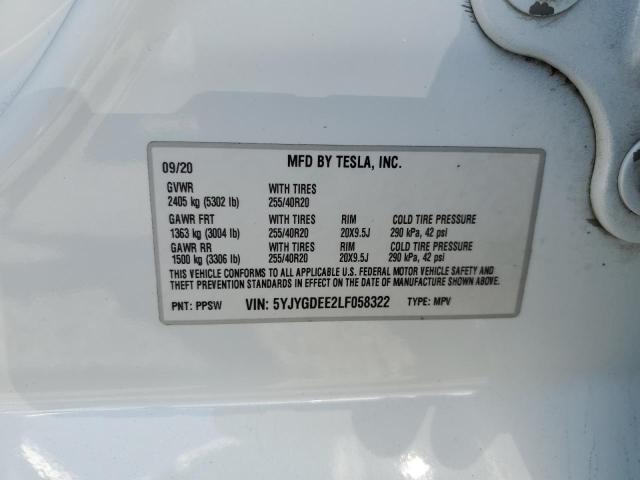 09/20 MFD BY TESLA, INC.
GVWR WITH TIRES
2405 kg (5302 lb) 255/40R20
GAWR FRT WITH TIRES RIM COLD TIRE PRESSURE
1363 kg (3004 lb) 255/40R20 20X9.5J 290 kPa, 42 psi
GAWR RR WITH TIRES RIM COLD TIRE PRESSURE
1500 kg (3306 lb) 255/40R20 20X9.5J 290 kPa, 42 psi
THIS VEHICLE CONFORMS TO ALL APPLICABLE U.S. FEDERAL MOTOR VEHICLE SAFETY AND
THEFT PREVENTION STANDARDS IN EFFECT ON THE DATE OF MANUFACTURE SHOWN ABOVE.
PNT: PPSW VIN: 5YJYGDEE2LF058322 TYPE: MPV